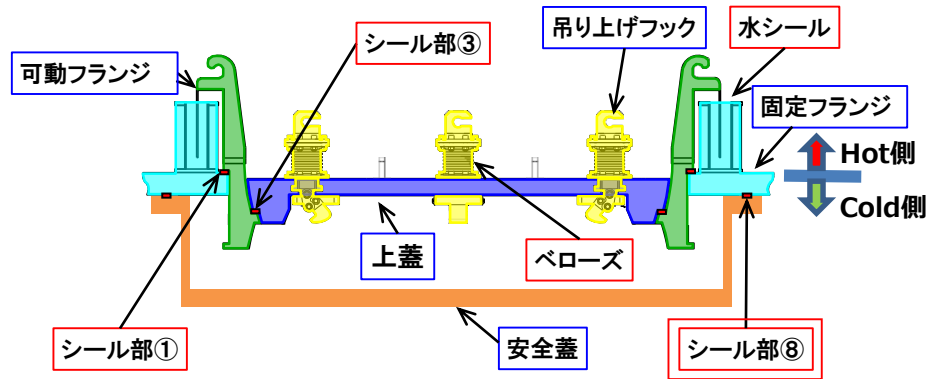 吊り上げフック
水シール
シール部③
可動フランジ
固定フランジ
Hot側
Cold側
上蓋
ベローズ
シール部①
安全蓋
シール部⑧